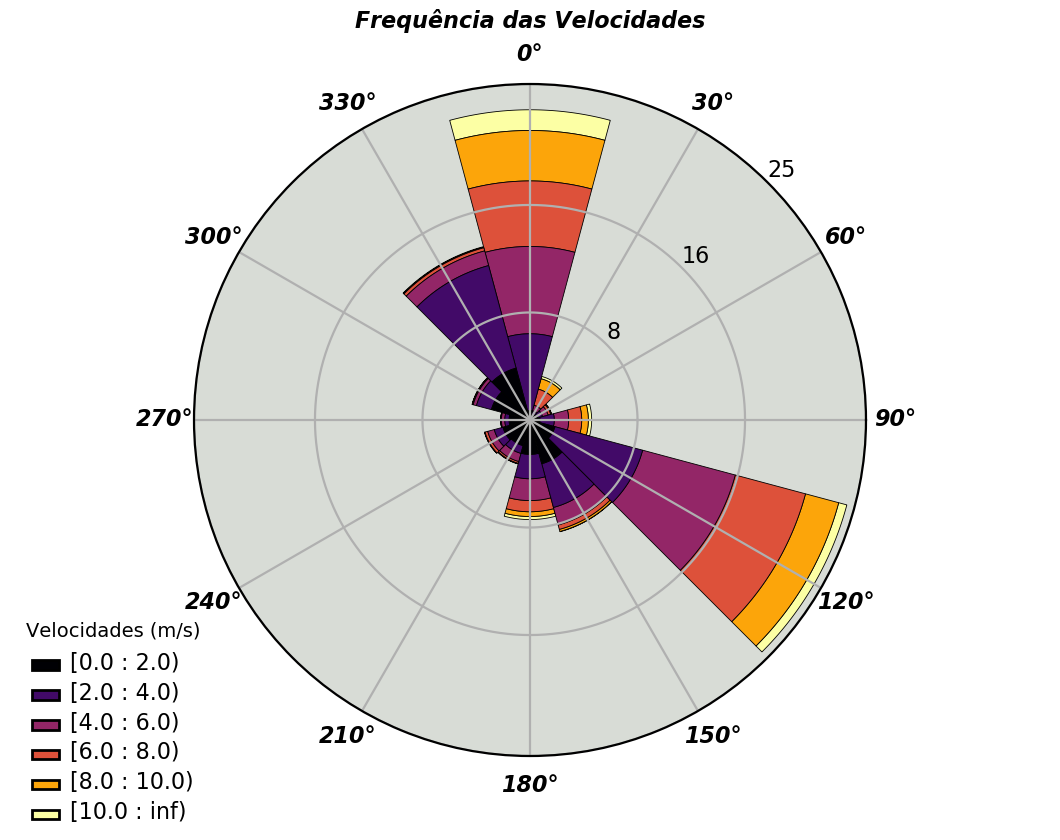 Frequência das Velocidades
0°
330°
30°
25
300°
60°
16
8
270°
90°
240°
120°
210°
150°
180°
Velocidades (m/s)
[0.0 : 2.0)
[2.0 : 4.0)
[4.0 : 6.0)
[6.0 : 8.0)
[8.0 : 10.0)
[10.0 : inf)